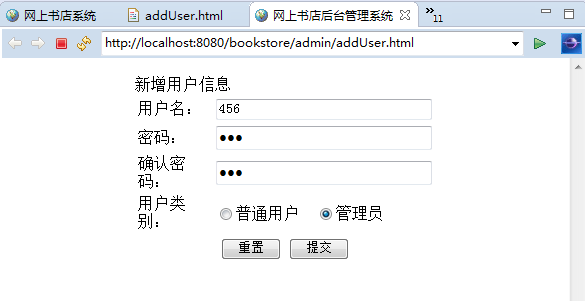 网上书店系统 addUser.html 网上书店后台管理系统 11
http://localhost:8080/bookstore/admin/addUser.html
新增用户信息
用户名： 456
密码： ●●●
确认密
码： ●●●
用户类
别： 普通用户 管理员
重置 提交